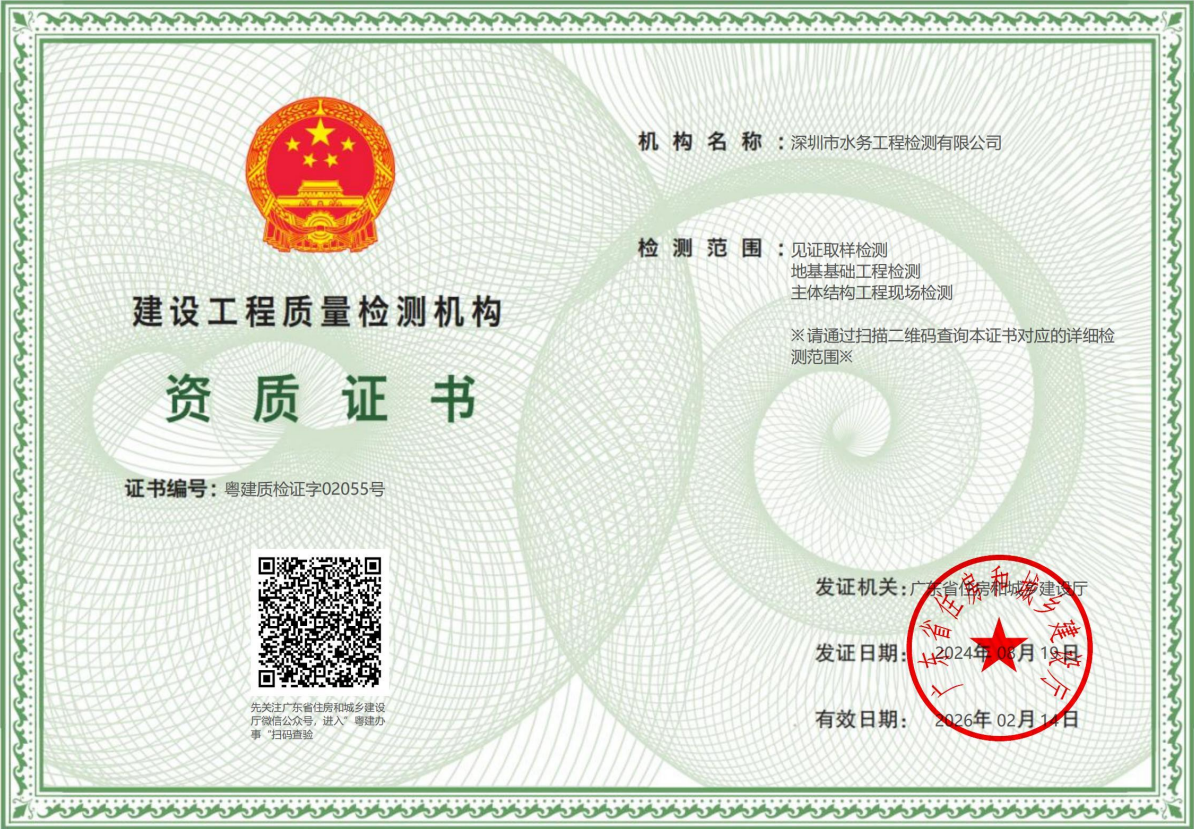 建设工程质量检测机构
资质证书
证书编号：粤建质检证字02055号
先关注广东省住房和城乡建设
厅微信公众号，进入”粤建办
事“扫码查验
机构名称：深圳市水务工程检测有限公司
检测范围：见证取样检测
地基基础工程检测
主体结构工程现场检测
※请通过扫描二维码查询本证书对应的详细检
测范围※
发证机关：广东省住房和城乡建设厅
发证日期：2024年 08月 19日
有效日期：2026年 02月 14日
广东省住房和城乡建设厅